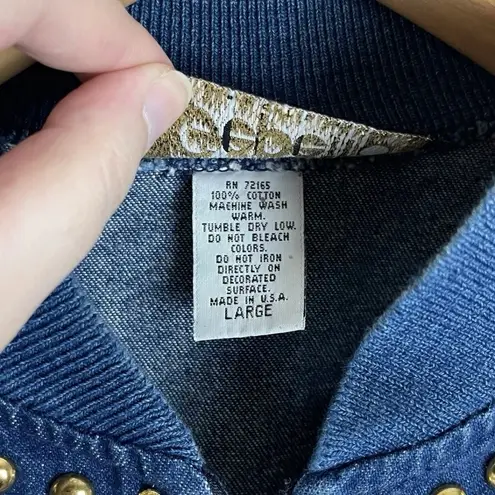 RN 72165
100% COTTON
MACHINE WASH
WARM.
TUMBLE DRY LOW.
DO NOT BLEACH
COLORS.
DO NOT IRON
DIRECTLY ON
DECORATED
SURFACE.
MADE IN U.S.A.
LARGE